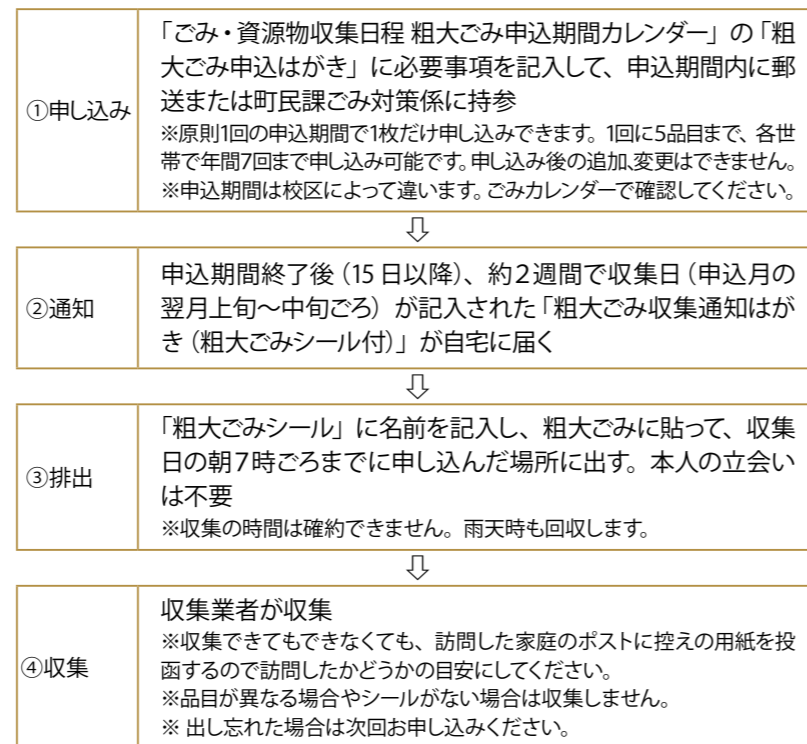 ①申し込み
「ごみ・資源物収集日程 粗大ごみ申込期間カレンダー」の「粗
大ごみ申込はがき」に必要事項を記入して、申込期間内に郵
送または町民課ごみ対策係に持参
※原則1回の申込期間で1枚だけ申し込みできます。1回に5品目まで、各世
帯で年間7回まで申し込み可能です。申し込み後の追加、変更はできません。
※申込期間は校区によって違います。ごみカレンダーで確認してください。
⇩
②通知
申込期間終了後(15日以降)、約2週間で収集日(申込月の
翌月上旬～中旬ごろ)が記入された「粗大ごみ収集通知はが
き(粗大ごみシール付)」が自宅に届く
⇩
③排出
「粗大ごみシール」に名前を記入し、粗大ごみに貼って、収集
日の朝7時ごろまでに申し込んだ場所に出す。本人の立会い
は不要
※収集の時間は確約できません。雨天時も回収します。
⇩
④収集
収集業者が収集
※収集できてもできなくても、訪問した家庭のポストに控えの用紙を投
函するので訪問したかどうかの目安にしてください。
※品目が異なる場合やシールがない場合は収集しません。
※ 出し忘れた場合は次回お申し込みください。